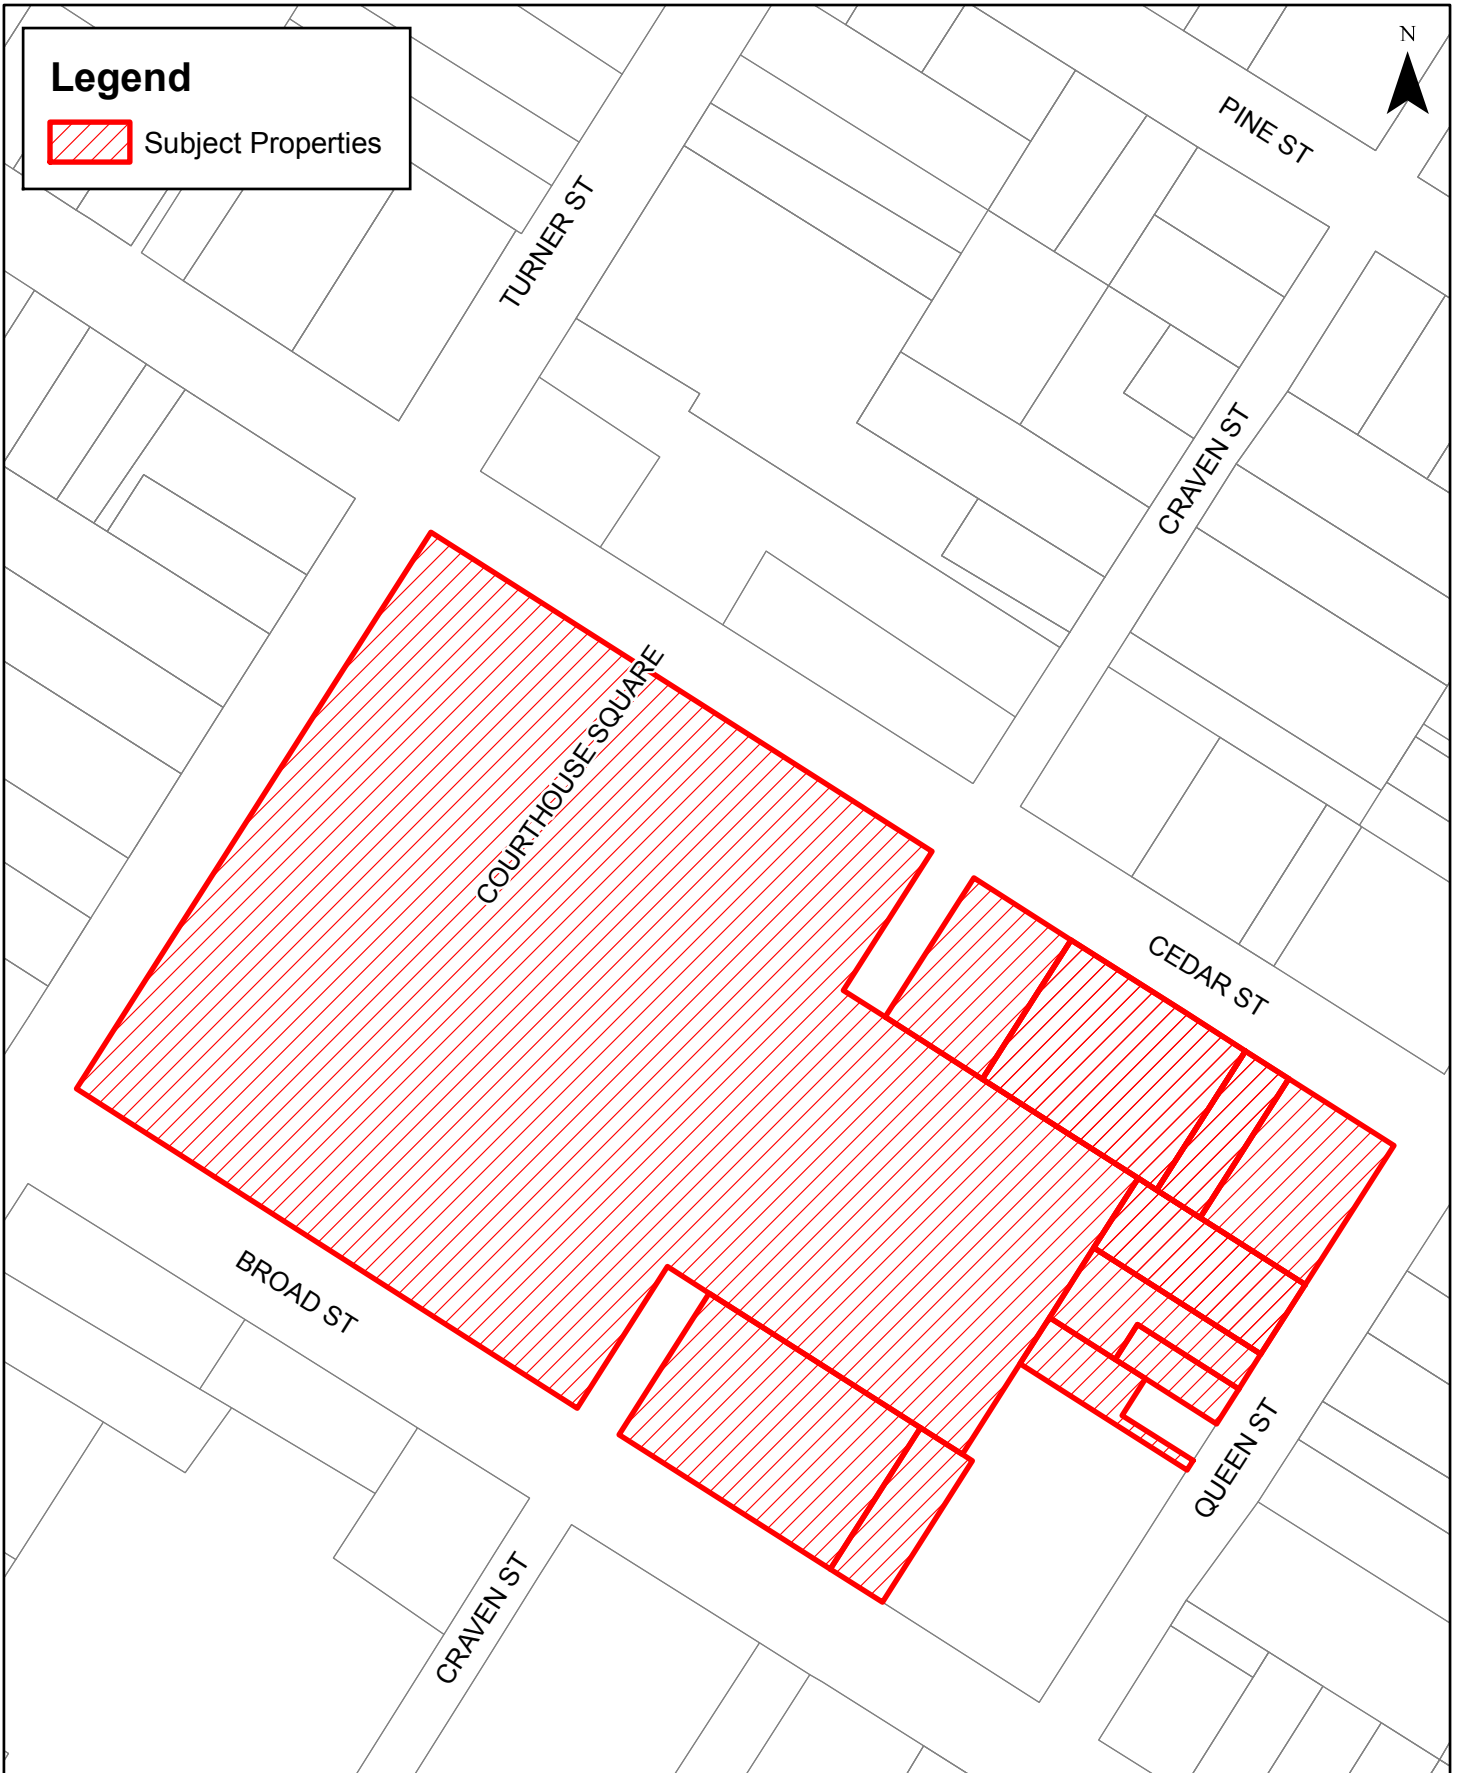 Legend
Subject Properties
N
PINE ST
TURNER ST
CRAVEN ST
COURTHOUSE SQUARE
CEDAR ST
BROAD ST
QUEEN ST
CRAVEN ST